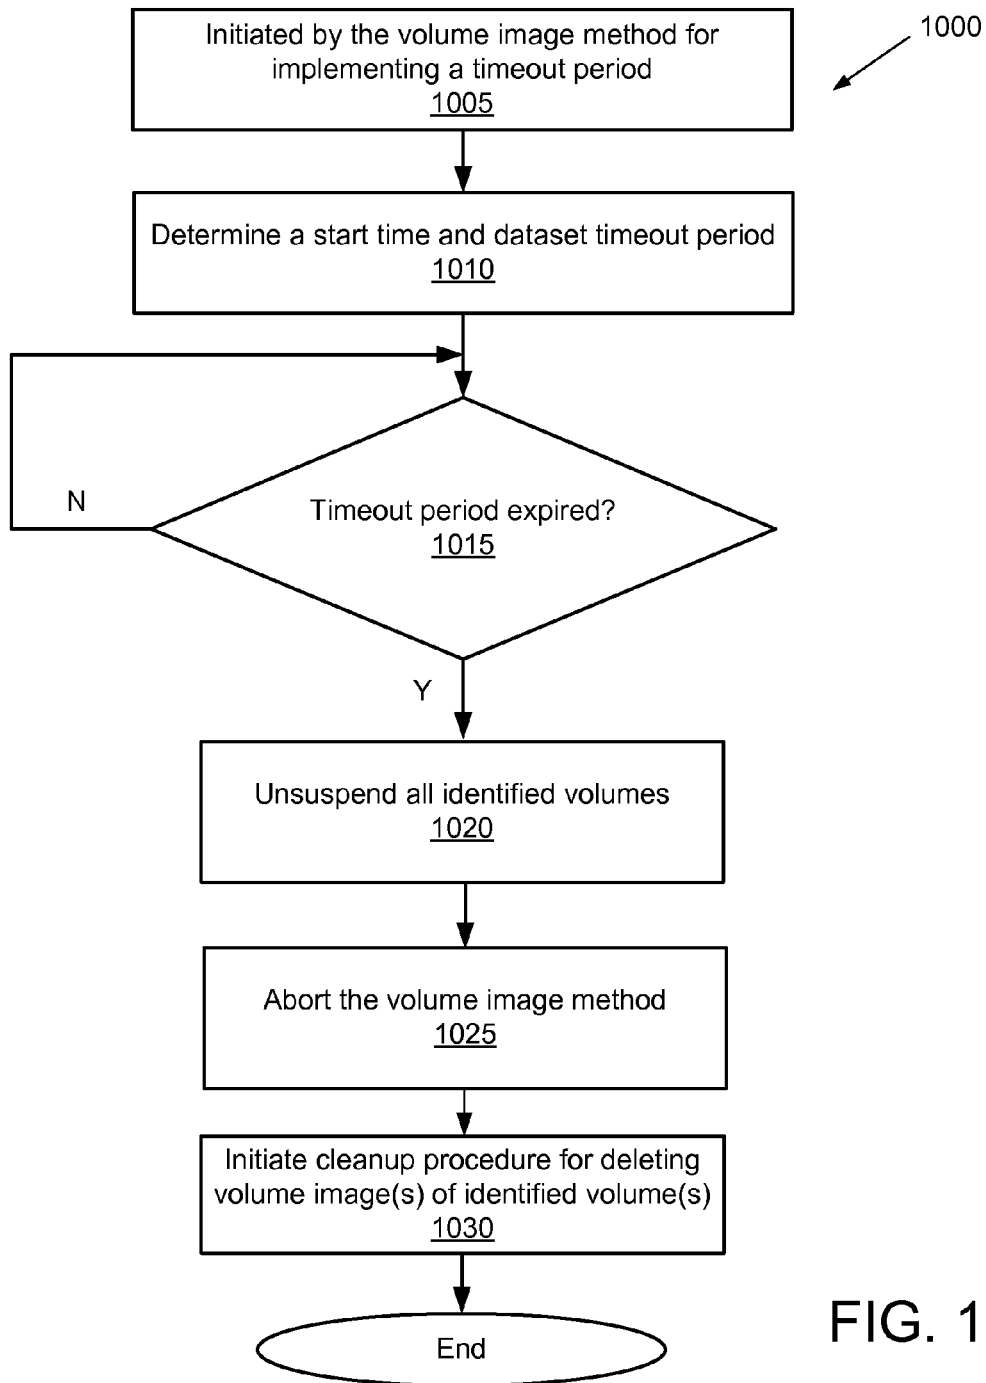 1000
Initiated by the volume image method for
implementing a timeout period
1005
Determine a start time and dataset timeout period
1010
Timeout period expired?
1015
N
Y
Unsuspend all identified volumes
1020
Abort the volume image method
1025
Initiate cleanup procedure for deleting
volume image(s) of identified volume(s)
1030
End
FIG. 1